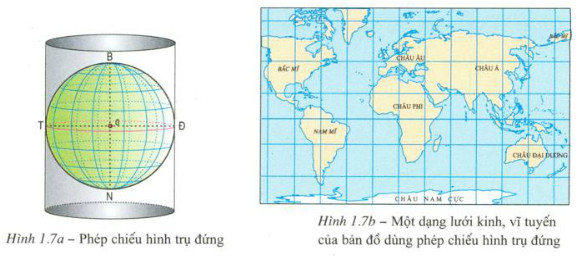 B
T
O
Đ
N
Hình 1.7a – Phép chiếu hình trụ đứng
BẮC MĨ
CHÂU ÂU
CHÂU Á
BẮC MĨ
CHÂU PHI
NAM MĨ
CHÂU ĐẠI DƯƠNG
CHÂU NAM CỰC
Hình 1.7b – Một dạng lưới kinh, vĩ tuyến
của bản đồ dùng phép chiếu hình trụ đứng